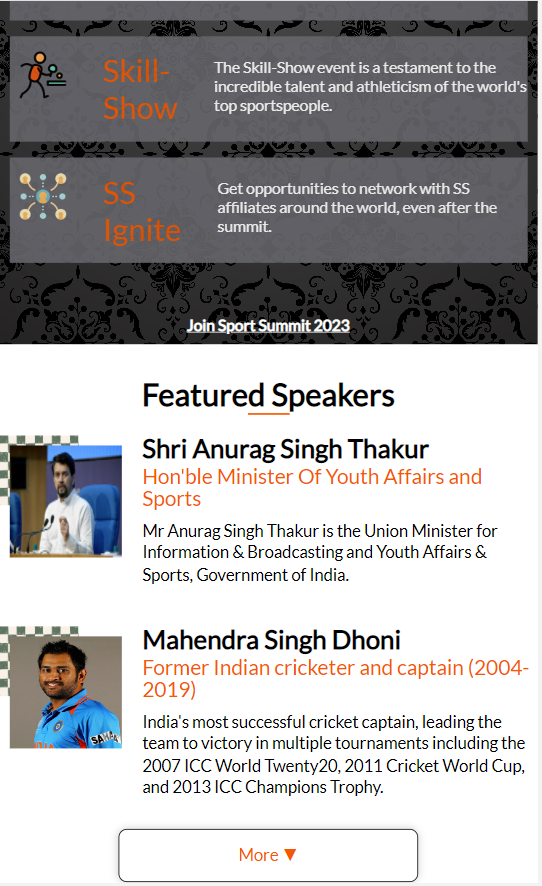 Skill-
Show
The Skill-Show event is a testament to the
incredible talent and athleticism of the world's
top sportspeople.
SS
Ignite
Get opportunities to network with SS
affiliates around the world, even after the
summit.
Join Sport Summit 2023
Featured Speakers
Shri Anurag Singh Thakur
Hon'ble Minister Of Youth Affairs and
Sports
Mr Anurag Singh Thakur is the Union Minister for
Information & Broadcasting and Youth Affairs &
Sports, Government of India.
Mahendra Singh Dhoni
Former Indian cricketer and captain (2004-
2019)
India's most successful cricket captain, leading the
team to victory in multiple tournaments including the
2007 ICC World Twenty20, 2011 Cricket World Cup,
and 2013 ICC Champions Trophy.
More ▼